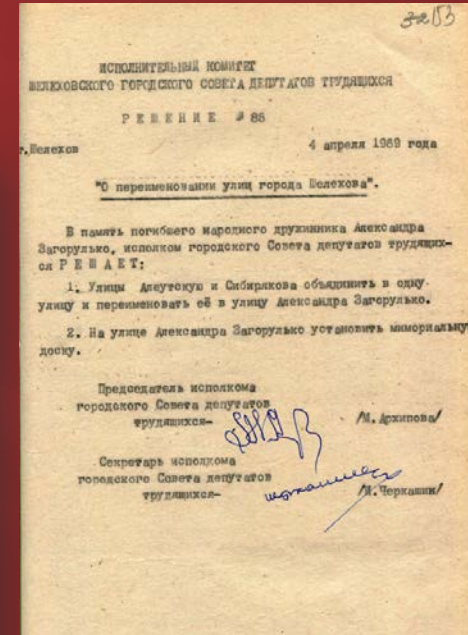 32/53
ИСПОЛНИТЕЛЬНЫЙ КОМИТЕТ
ШЕЛЕХОВСКОГО ГОРОДСКОГО СОВЕТА ДЕПУТАТОВ ТРУДЯЩИХСЯ
РЕШЕНИЕ № 86
г.Шелехов 4 апреля 1969 года
"О переименовании улиц города Шелехова".
В память погибшего народного дружинника Александра
Загорулько, исполком городского Совета депутатов трудящих-
ся РЕШАЕТ:
1. Улицы Алеутскую и Сибирякова объединить в одну
улицу и переименовать её в улицу Александра Загорулько.
2. На улице Александра Загорулько установить мимориальную
доску.
Председатель исполкома
городского Совета депутатов
трудящихся- /М.Архипова/
Секретарь исполкома
городского Совета депутатов
трудящихся- /М.Черкашин/